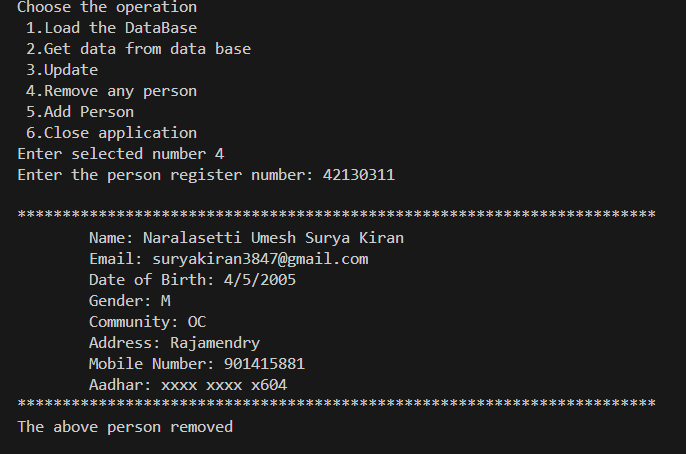 Choose the operation
1.Load the DataBase
2.Get data from data base
3.Update
4.Remove any person
5.Add Person
6.Close application
Enter selected number 4
Enter the person register number: 42130311
***********************************************************************
Name: Naralasetti Umesh Surya Kiran
Email: suryakiran3847@gmail.com
Date of Birth: 4/5/2005
Gender: M
Community: OC
Address: Rajamendry
Mobile Number: 901415881
Aadhar: xxxx xxxx x604
***********************************************************************
The above person removed